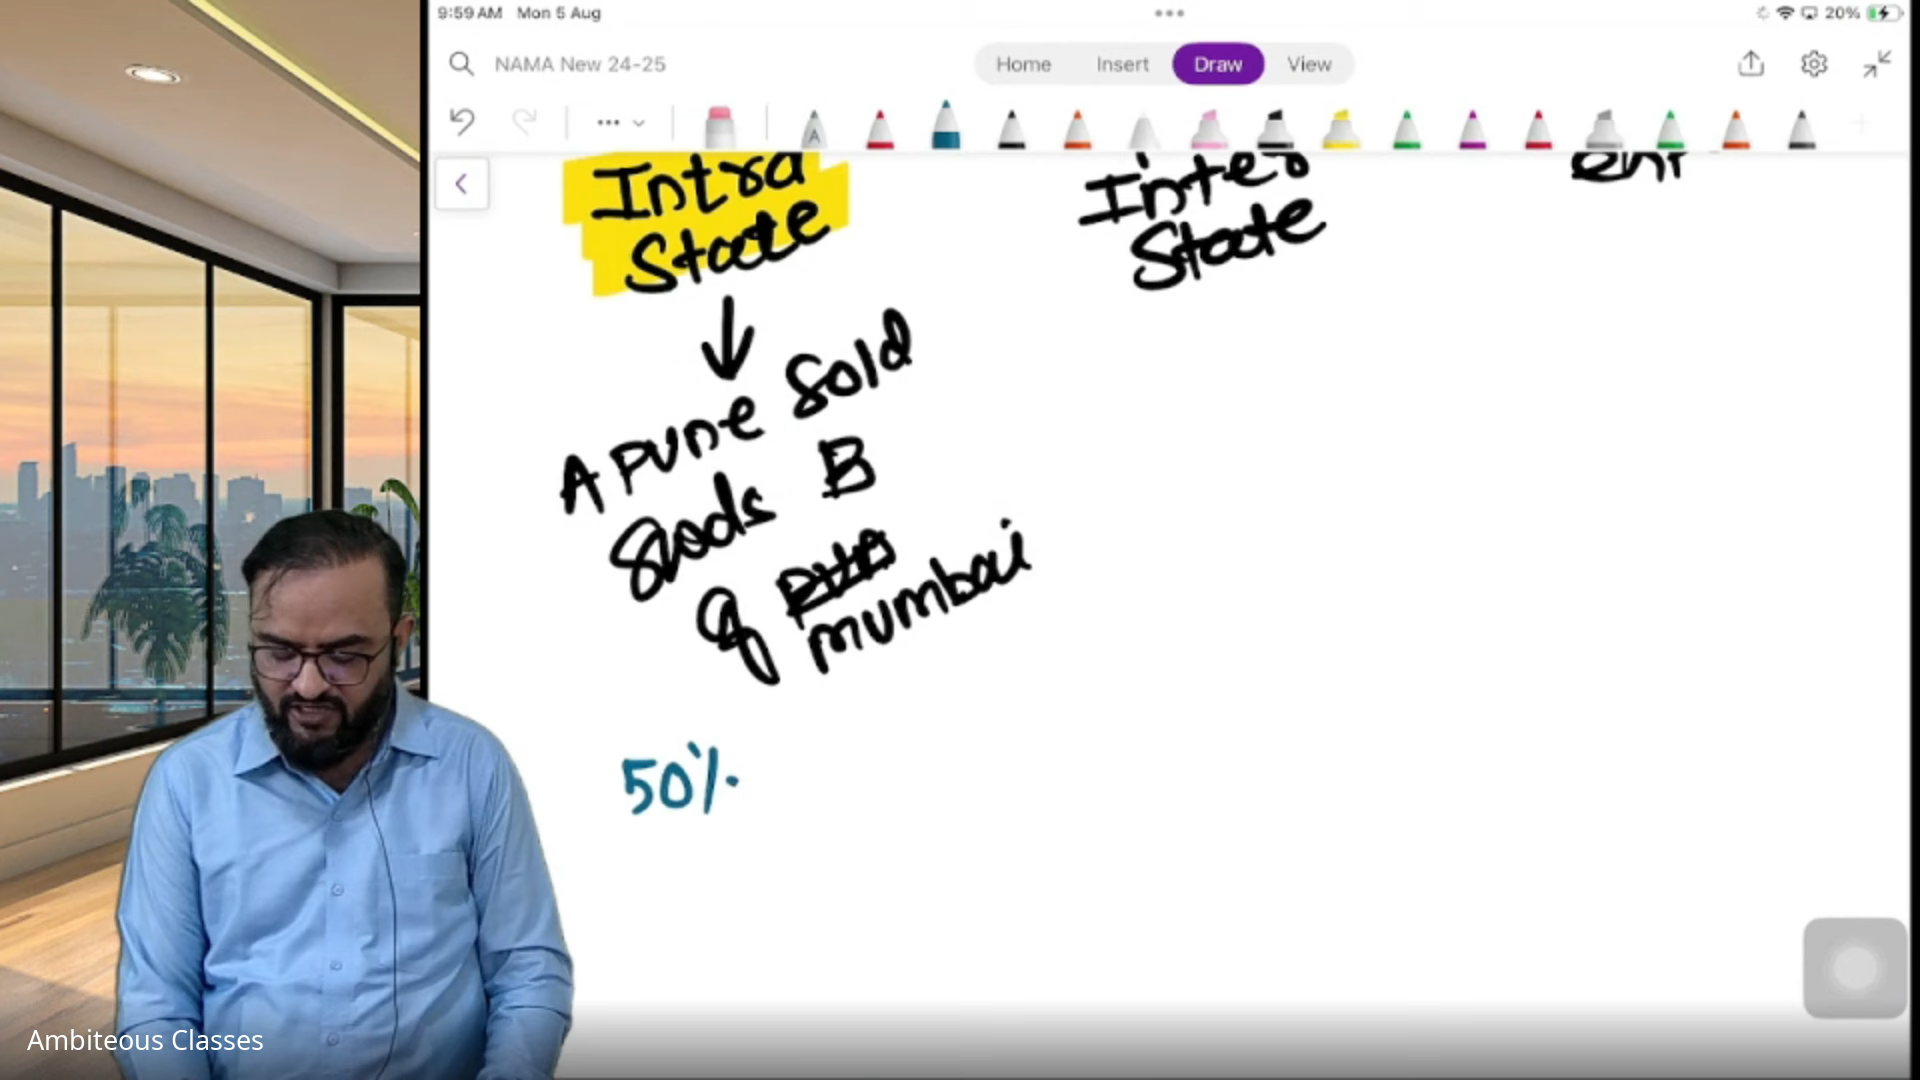 9:59 AM Mon 5 Aug
20%
NAMA New 24-25
Home Insert Draw View
A
Intra
State
Inter
State
A Pune Sold
Goods B
of
mumbai
50%
Ambiteous Classes